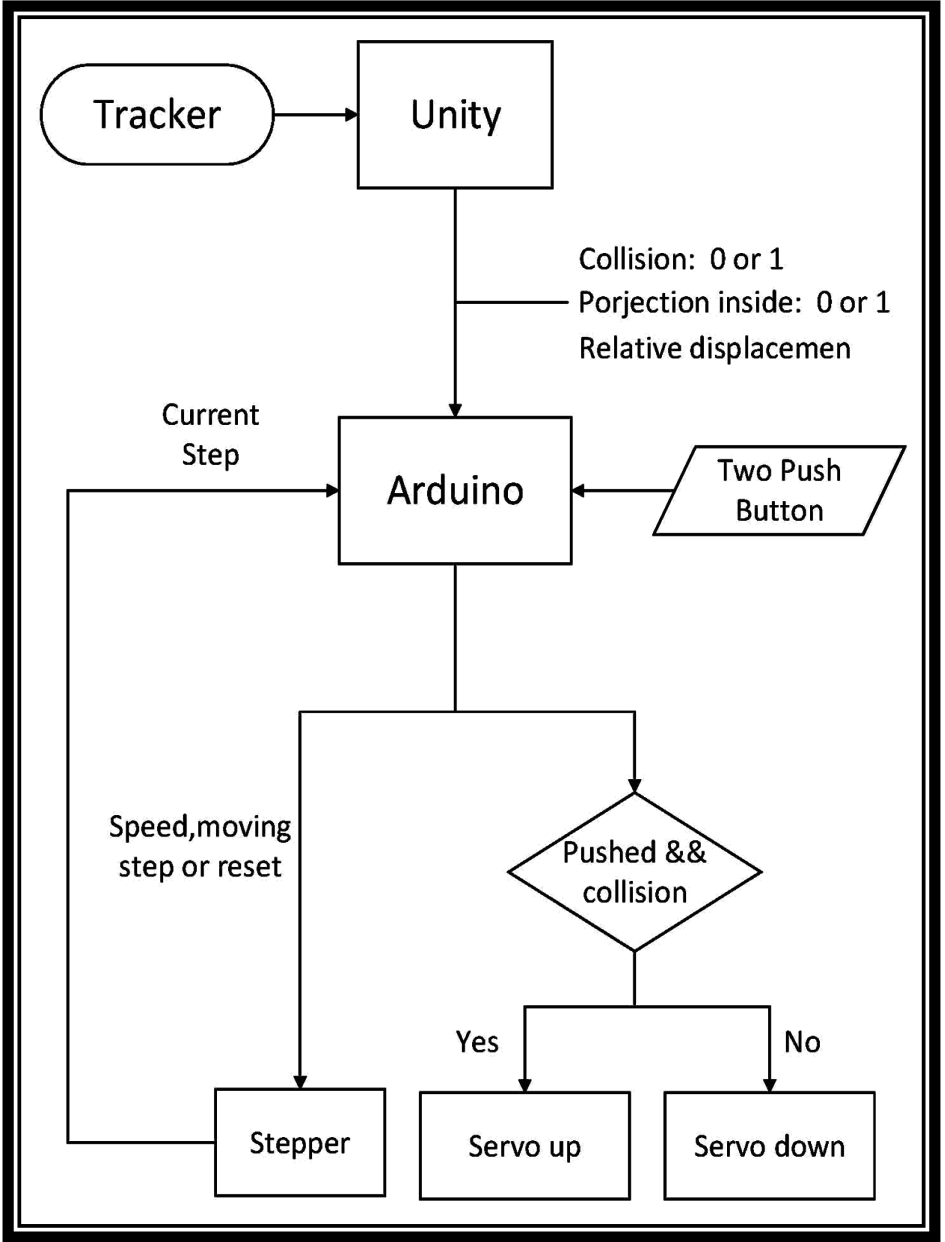 Tracker
Unity
Collision:  0 or 1
Porjection inside:  0 or 1
Relative displacemen
Current
Step
Arduino
Two Push
Button
Speed,moving
step or reset
Pushed &&
collision
Yes
No
Stepper
Servo up
Servo down